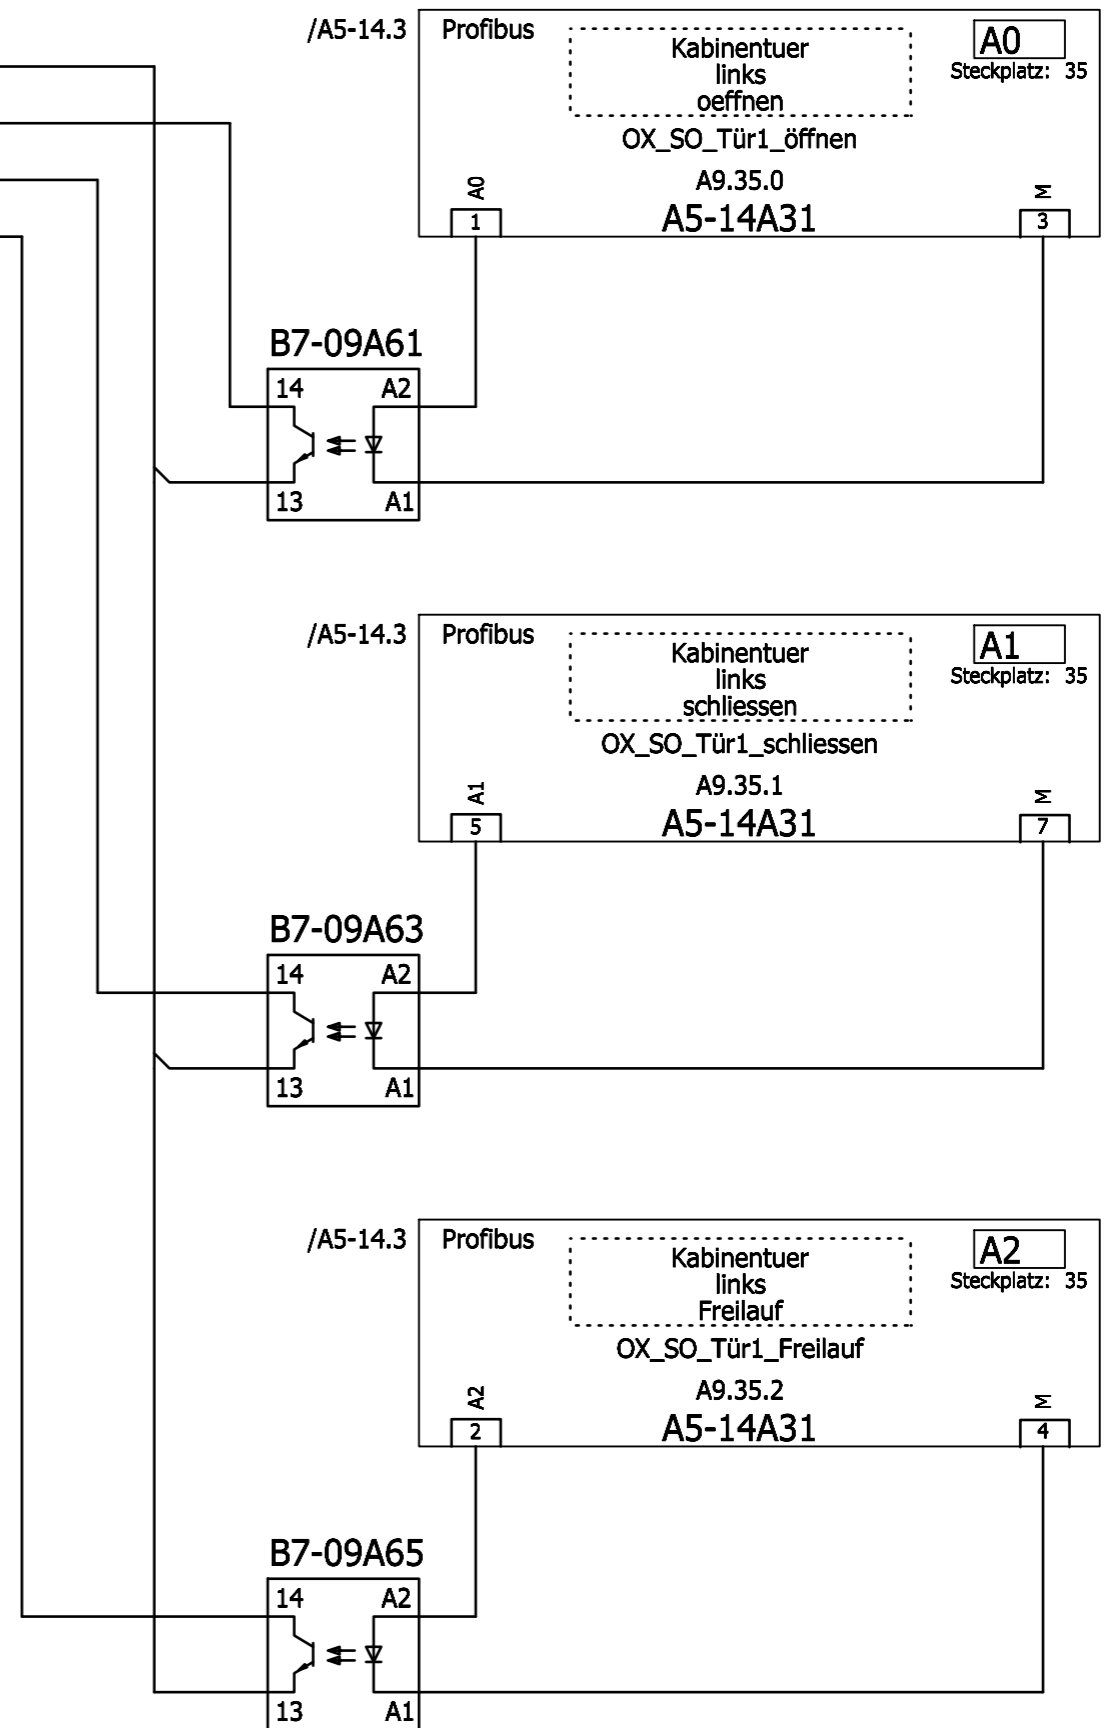 /A5-14.3
Profibus
Kabinentuer
links
oeffnen
A0
Steckplatz: 35
OX_SO_Tür1_öffnen
A9.35.0
A5-14A31
A0
1
M
3
B7-09A61
14 A2
13 A1
/A5-14.3
Profibus
Kabinentuer
links
schliessen
A1
Steckplatz: 35
OX_SO_Tür1_schliessen
A9.35.1
A5-14A31
A1
5
M
7
B7-09A63
14 A2
13 A1
/A5-14.3
Profibus
Kabinentuer
links
Freilauf
A2
Steckplatz: 35
OX_SO_Tür1_Freilauf
A9.35.2
A5-14A31
A2
2
M
4
B7-09A65
14 A2
13 A1